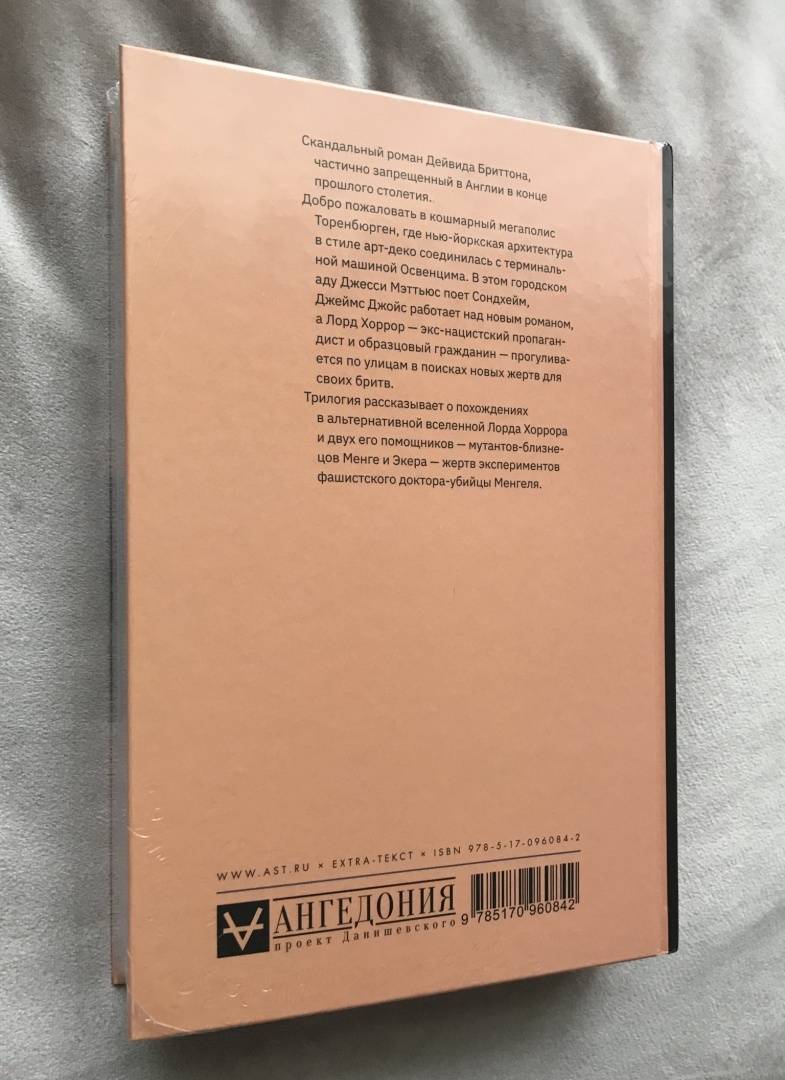 Скандальный роман Дейвида Бриттона,
частично запрещенный в Англии в конце
прошлого столетия.
Добро пожаловать в кошмарный мегаполис
Торенбюрген, где нью-йоркская архитектура
в стиле арт-деко соединилась с терминаль-
ной машиной Освенцима. В этом городском
аду Джесси Мэттьюс поет Сондхейм,
Джеймс Джойс работает над новым романом,
а Лорд Хоррор — экс-нацистский пропаган-
дист и образцовый гражданин — прогулива-
ется по улицам в поисках новых жертв для
своих бритв.
Трилогия рассказывает о похождениях
в альтернативной вселенной Лорда Хоррора
и двух его помощников — мутантов-близне-
цов Менге и Экера — жертв экспериментов
фашистского доктора-убийцы Менгеля.
WWW.AST.RU × EXTRA-ТЕКСТ × ISBN 978-5-17-096084-2
АНГЕДОНИЯ
проект Данишевского
9 785170 960842